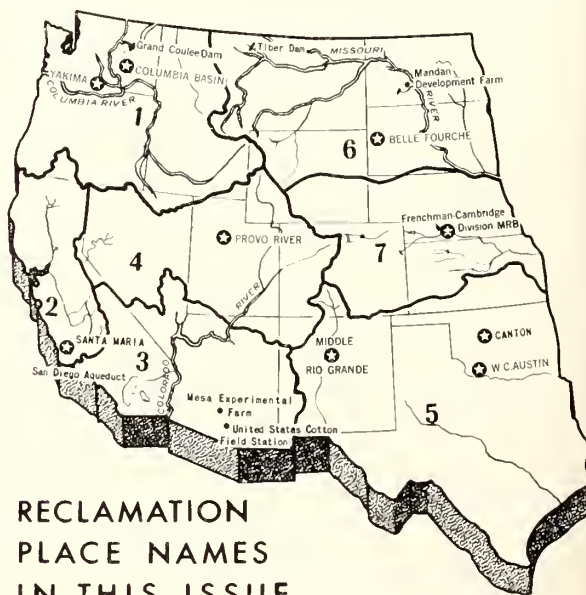 Grand Coulee Dam
Tiber Dam
MISSOURI
RIVER
YAKIMA
COLUMBIA BASIN
COLUMBIA RIVER
Mandan
Development Farm
1
6
BELLE FOURCHE
Frenchman-Cambridge
Division MRB
PROVO RIVER
4
7
RIVER
2
SANTA MARIA
3
San Diego Aqueduct
COLORADO
MIDDLE
RIO GRANDE
CANTON
W.C. AUSTIN
Mesa Experimental
Farm
United States Cotton
Field Station
5
RECLAMATION
PLACE NAMES
IN THIS ISSUE